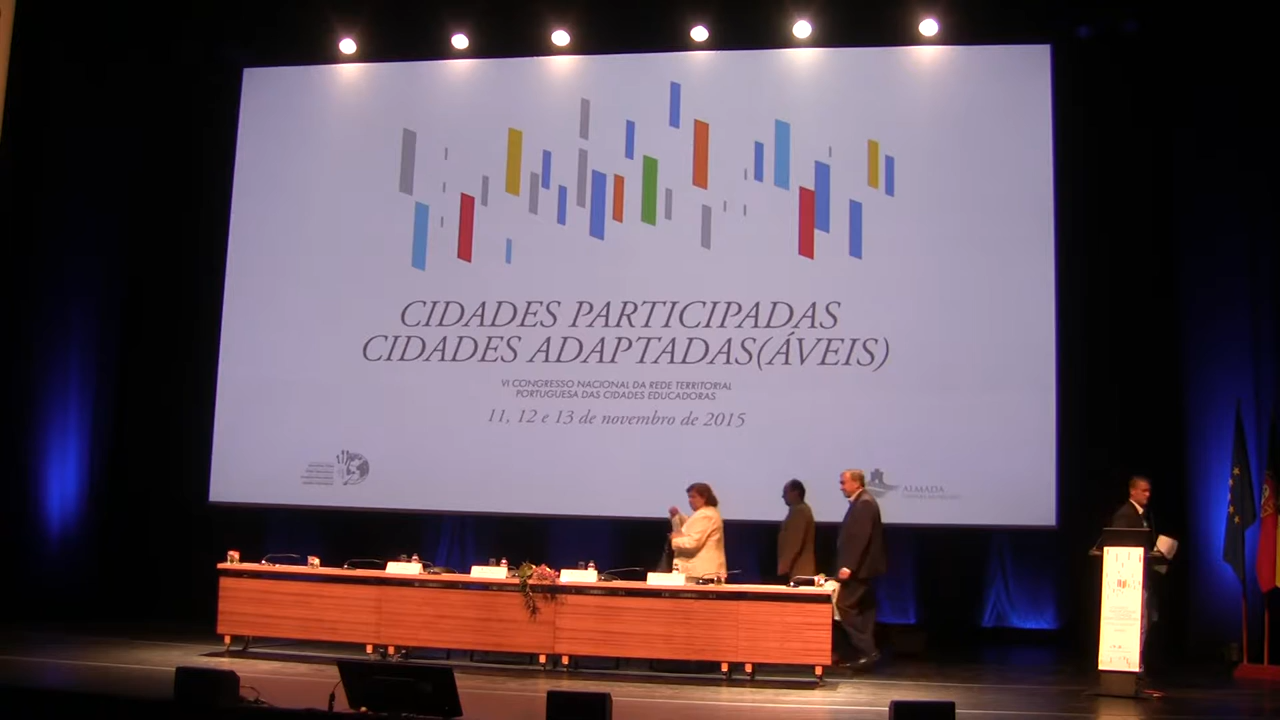 CIDADES PARTICIPADAS
CIDADES ADAPTADAS(ÁVEIS)
VI CONGRESSO NACIONAL DA REDE TERRITORIAL
PORTUGUESA DAS CIDADES EDUCADORAS
11, 12 e 13 de novembro de 2015
ALMADA